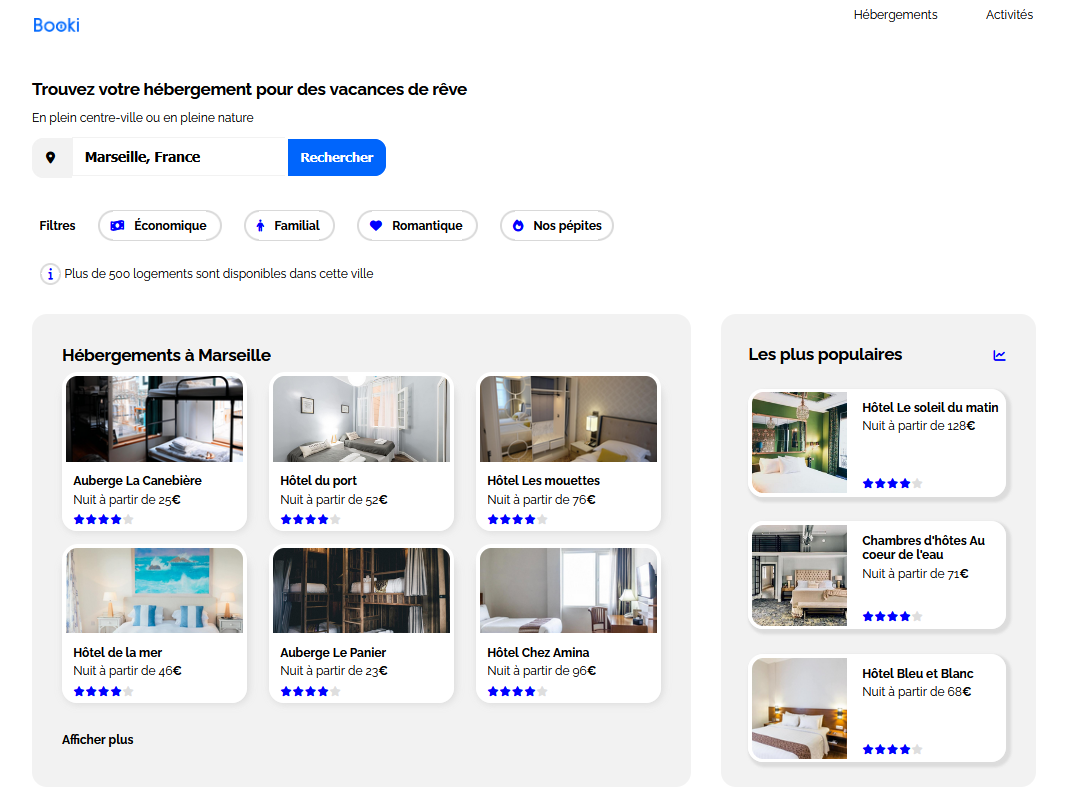 Booki
Hébergements
Activités
Trouvez votre hébergement pour des vacances de rêve
En plein centre-ville ou en pleine nature
Marseille, France
Rechercher
Filtres
Économique
Familial
Romantique
Nos pépites
Plus de 500 logements sont disponibles dans cette ville
Hébergements à Marseille
Auberge La Canebière
Nuit à partir de 25€
Hôtel du port
Nuit à partir de 52€
Hôtel Les mouettes
Nuit à partir de 76€
Hôtel de la mer
Nuit à partir de 46€
Auberge Le Panier
Nuit à partir de 23€
Hôtel Chez Amina
Nuit à partir de 96€
Afficher plus
Les plus populaires
Hôtel Le soleil du matin
Nuit à partir de 128€
Chambres d'hôtes Au
coeur de l'eau
Nuit à partir de 71€
Hôtel Bleu et Blanc
Nuit à partir de 68€